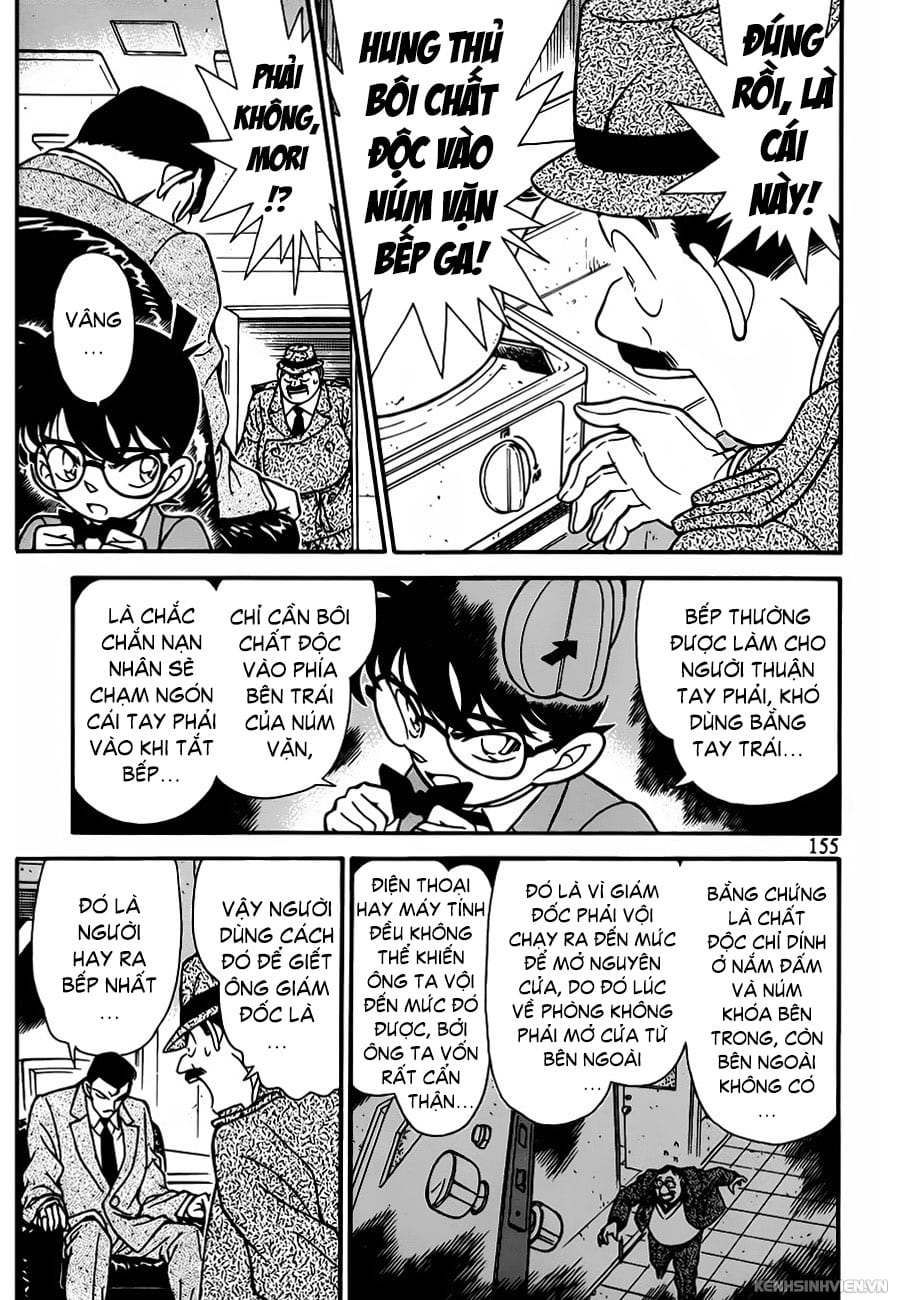 ĐÚNG
RỒI, LÀ
CÁI
NÀY!
HUNG THỦ
BÔI CHẤT
ĐỘC VÀO
NÚM VẶN
BẾP GA!
PHẢI
KHÔNG,
MORI
!?
VÂNG
...
BẾP THƯỜNG
ĐƯỢC LÀM CHO
NGƯỜI THUẬN
TAY PHẢI, KHÓ
DÙNG BẰNG
TAY TRÁI...
CHỈ CẦN BÔI
CHẤT ĐỘC
VÀO PHÍA
BÊN TRÁI
CỦA NÚM
VẶN,
LÀ CHẮC
CHẮN NẠN
NHÂN SẼ
CHẠM NGÓN
CÁI TAY PHẢI
VÀO KHI TẮT
BẾP...
155
BẰNG CHỨNG
LÀ CHẤT
ĐỘC CHỈ DÍNH
Ở NẮM ĐẤM
VÀ NÚM
KHÓA BÊN
TRONG, CÒN
BÊN NGOÀI
KHÔNG CÓ
...
ĐÓ LÀ VÌ GIÁM
ĐỐC PHẢI VỘI
CHẠY RA ĐẾN MỨC
ĐỂ MỞ NGUYÊN
CỬA, DO ĐÓ LÚC
VỀ PHÒNG KHÔNG
PHẢI MỞ CỬA TỪ
BÊN NGOÀI
...
ĐIỆN THOẠI
HAY MÁY TÍNH
ĐỀU KHÔNG
THỂ KHIẾN
ÔNG TA VỘI
ĐẾN MỨC ĐÓ
ĐƯỢC, BỞI
ÔNG TA VỐN
RẤT CẨN
THẬN...
VẬY NGƯỜI
DÙNG CÁCH
ĐÓ ĐỂ GIẾT
ÔNG GIÁM
ĐỐC LÀ
...
ĐÓ LÀ
NGƯỜI
HAY RA
BẾP NHẤT
...
KENHSINHVIEN.VN